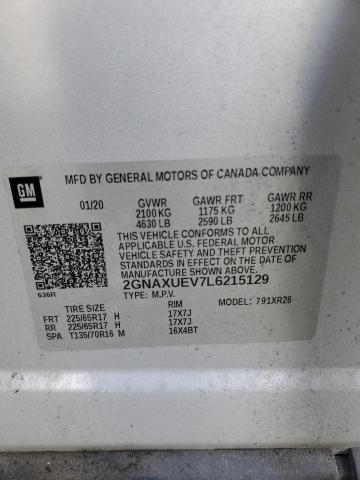 GM
MFD BY GENERAL MOTORS OF CANADA COMPANY
01/20 GVWR GAWR FRT GAWR RR
2100 KG 1175 KG 1200 KG
4630 LB 2590 LB 2645 LB
THIS VEHICLE CONFORMS TO ALL
APPLICABLE U.S. FEDERAL MOTOR
VEHICLE SAFETY, BUMPER, AND THEFT
PREVENTION STANDARDS IN EFFECT ON
THE DATE OF MANUFACTURE SHOWN ABOVE.
2GNAXUEV7L6215129
636R TYPE: M.P.V. MODEL: 791XR26
TIRE SIZE RIM
FRT 225/65R17 H 17X7J
RR 225/65R17 H 17X7J
SPA T135/70R16 M 16X4BT